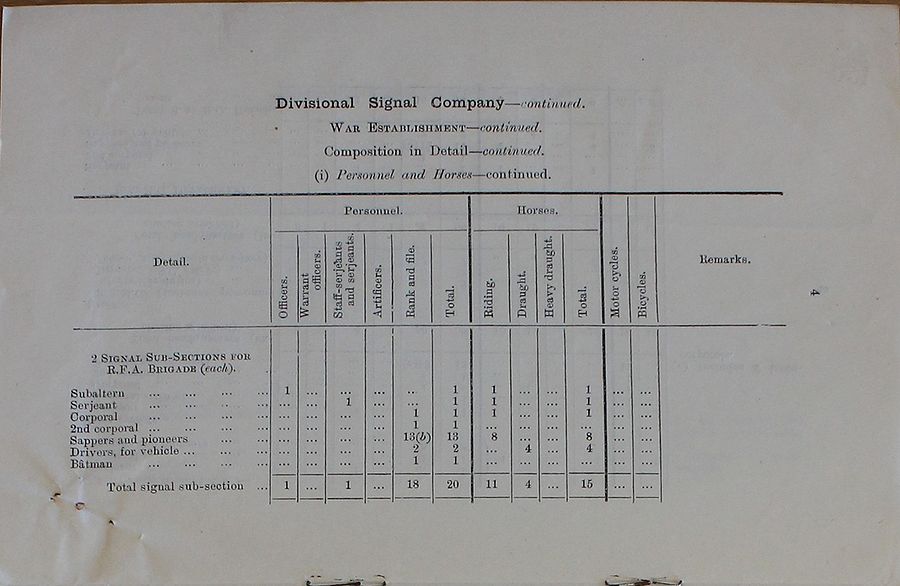 Divisional Signal Company—continued.
WAR ESTABLISHMENT—continued.
Composition in Detail—continued.
(i) Personnel and Horses—continued.
Detail. Personnel. Horses. Motor cycles. Bicycles. Remarks.
Officers. Warrant officers. Staff-serjeants and serjeants. Artificers. Rank and file. Total. Riding. Draught. Heavy draught. Total.
4
2 SIGNAL SUB-SECTIONS FOR
R.F.A. BRIGADE (each).
Subaltern ... ... ... ... 1 ... ... ... .. 1 1 ... ... 1 ... ...
Serjeant ... ... ... ... ... ... 1 ... ... 1 1 ... ... 1 ... ...
Corporal ... ... ... ... ... ... ... ... 1 1 1 ... ... 1 ... ...
2nd corporal ... ... ... ... ... ... ... ... 1 1 ... ... ... ... ... ...
Sappers and pioneers ... ... ... ... ... ... 13(b) 13 8 ... ... 8 ... ...
Drivers, for vehicle ... ... ... ... ... ... ... 2 2 ... 4 ... 4 ... ...
Bâtman ... ... ... ... ... ... ... ... 1 1 ... ... ... ... ... ...
Total signal sub-section ... 1 ... 1 ... 18 20 11 4 ... 15 ... ...